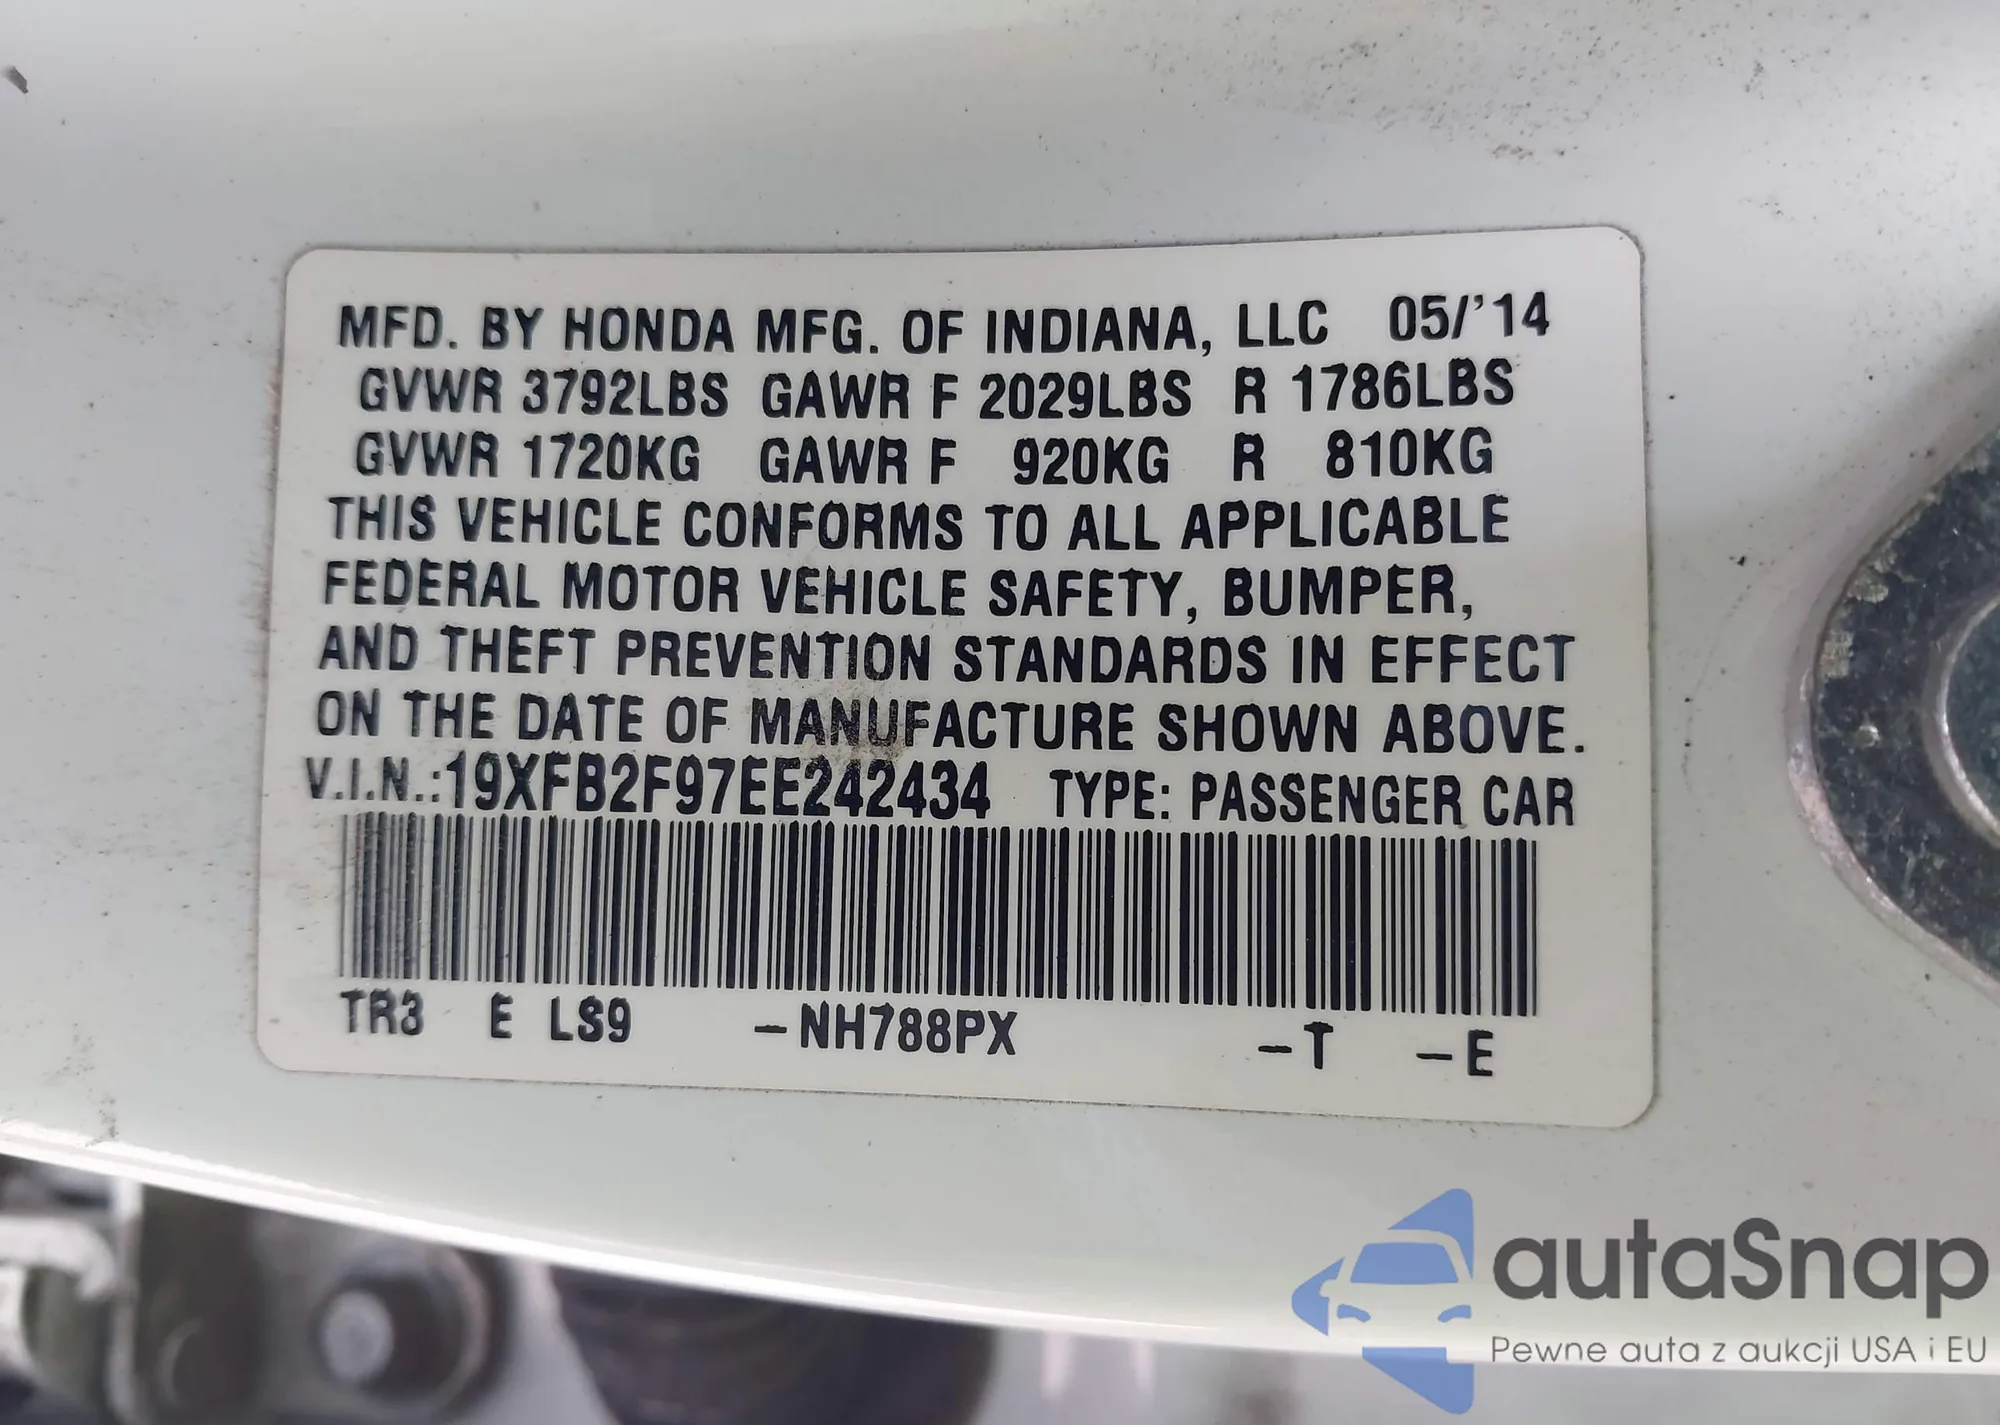 MFD. BY HONDA MFG. OF INDIANA, LLC 05/'14
GVWR 3792LBS GAWR F 2029LBS R 1786LBS
GVWR 1720KG GAWR F 920KG R 810KG
THIS VEHICLE CONFORMS TO ALL APPLICABLE
FEDERAL MOTOR VEHICLE SAFETY, BUMPER,
AND THEFT PREVENTION STANDARDS IN EFFECT
ON THE DATE OF MANUFACTURE SHOWN ABOVE.
V.I.N.:19XFB2F97EE242434 TYPE: PASSENGER CAR
TR3 E LS9 -NH788PX -T -E
autaSnap
Pewne auta z aukcji USA i EU